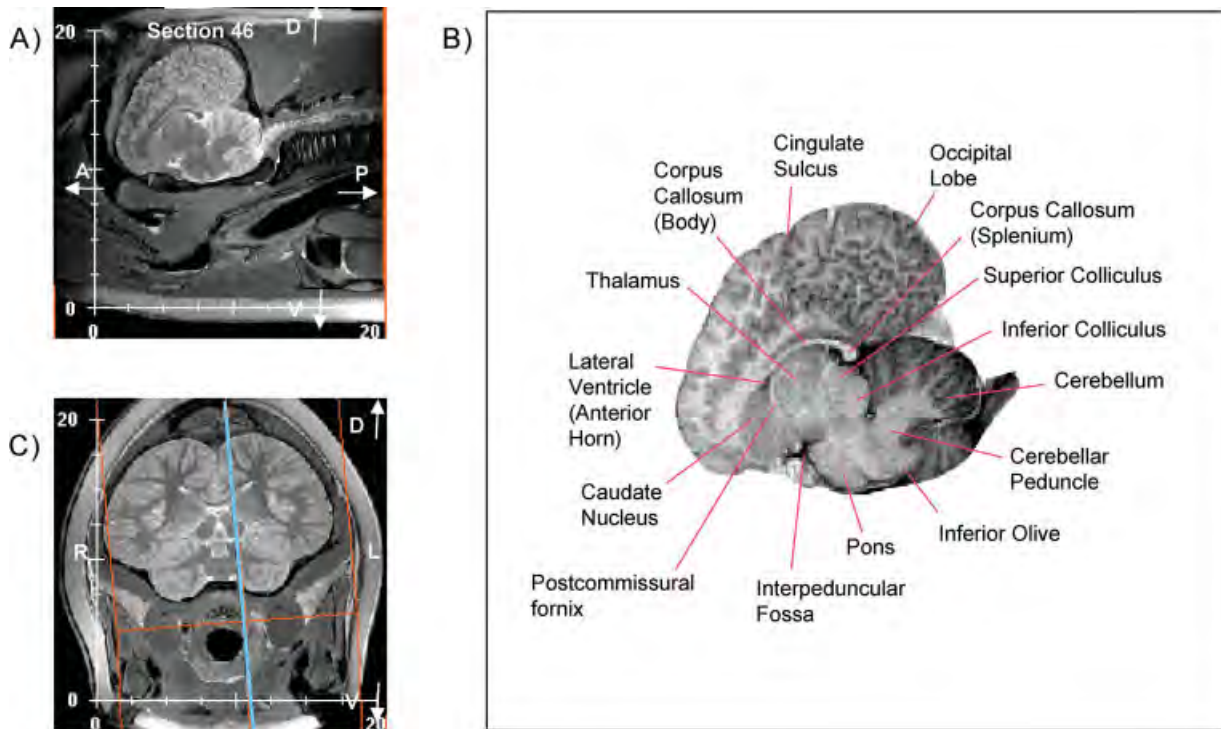 A)
20
Section 46
D
A
P
0
V
0
20
B)
Cingulate
Sulcus
Occipital
Lobe
Corpus
Callosum
(Body)
Corpus Callosum
(Splenium)
Thalamus
Superior Colliculus
Inferior Colliculus
Lateral
Ventricle
(Anterior
Horn)
Cerebellum
Cerebellar
Peduncle
Caudate
Nucleus
Inferior Olive
Pons
Postcommissural
fornix
Interpeduncular
Fossa
C)
20
D
R
L
0
V
0
20